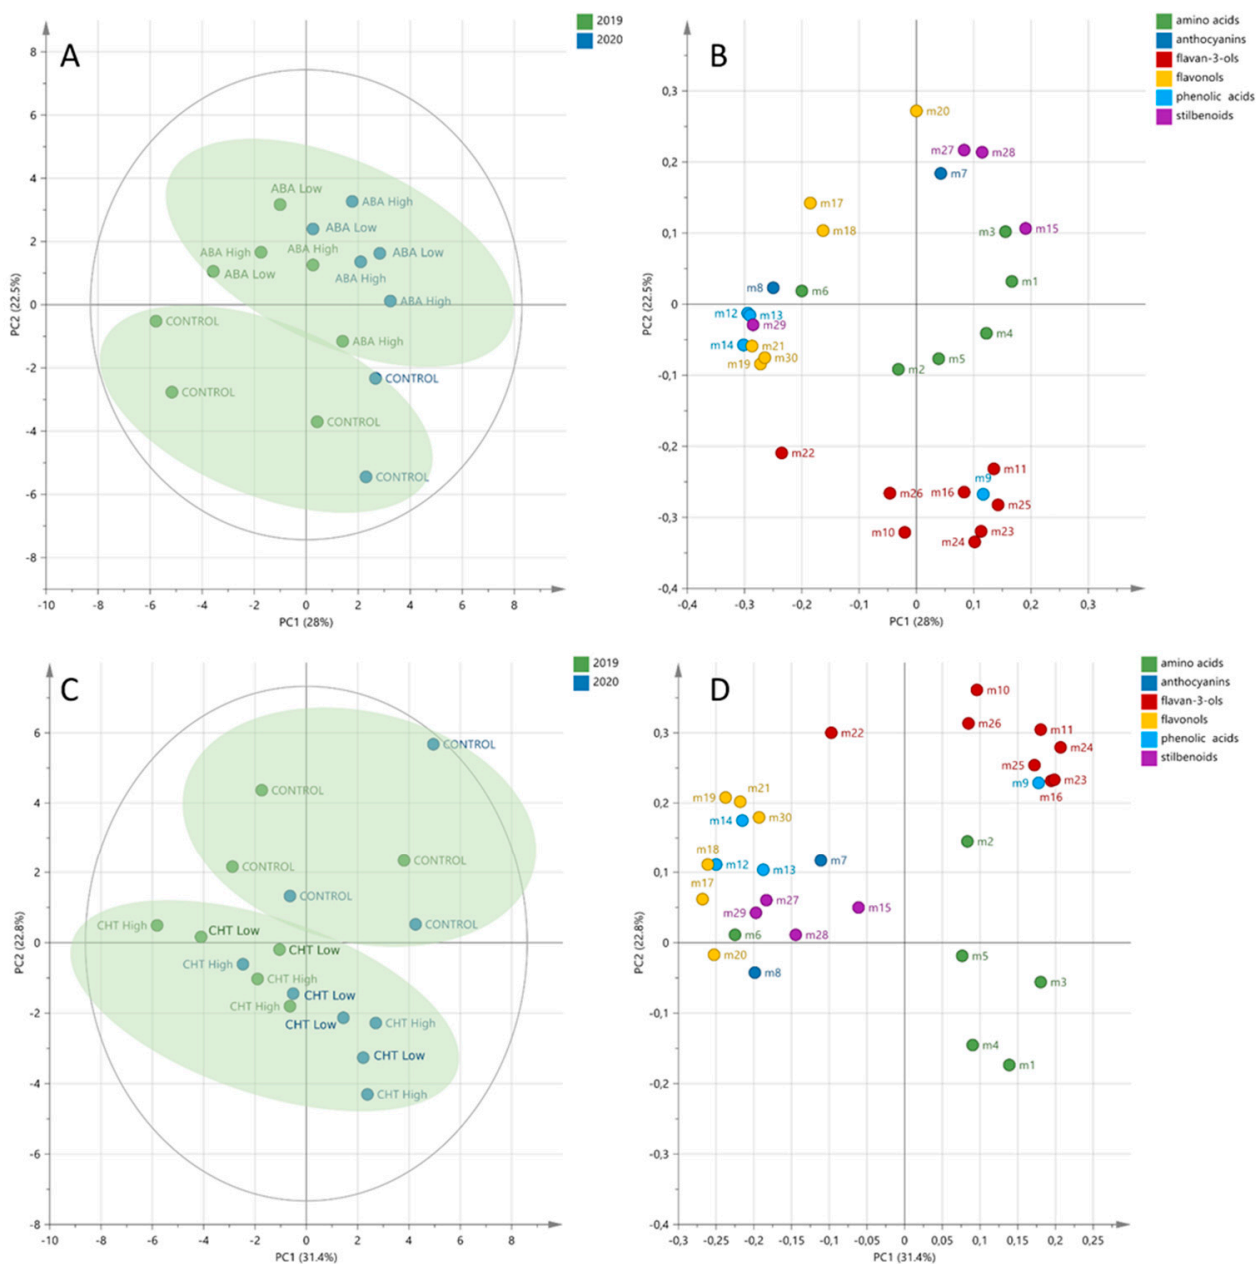 A
2019
2020
8
6
4
2
0
-2
-4
-6
-8
PC2 (22.5%)
ABA Low
ABA High
ABA Low
ABA High
ABA High
ABA Low
ABA Low
ABA High
ABA High
ABA High
CONTROL
CONTROL
CONTROL
CONTROL
CONTROL
-10
-8
-6
-4
-2
0
2
4
6
8
PC1 (28%)
B
amino acids
anthocyanins
flavan-3-ols
flavonols
phenolic acids
stilbenoids
0,3
0,2
0,1
0
-0,1
-0,2
-0,3
-0,4
PC2 (22.5%)
m20
m27
m28
m7
m17
m18
m3
m15
m1
m8
m6
m12
m13
m29
m14
m21
m19
m30
m4
m5
m2
m22
m11
m9
m26
m16
m25
m10
m23
m24
-0,4
-0,3
-0,2
-0,1
0
0,1
0,2
0,3
PC1 (28%)
C
2019
2020
6
4
2
0
-2
-4
-6
-8
PC2 (22.8%)
CONTROL
CONTROL
CONTROL
CONTROL
CONTROL
CONTROL
CHT High
CHT Low
CHT Low
CHT High
CHT High
CHT Low
CHT High
CHT Low
CHT High
CHT Low
CHT High
-10
-8
-6
-4
-2
0
2
4
6
8
PC1 (31.4%)
D
amino acids
anthocyanins
flavan-3-ols
flavonols
phenolic acids
stilbenoids
0,3
0,2
0,1
0
-0,1
-0,2
-0,3
-0,4
PC2 (22.8%)
m10
m26
m11
m22
m24
m25
m23
m9
m16
m19
m21
m14
m30
m2
m18
m12
m13
m7
m17
m27
m29
m15
m6
m28
m20
m8
m5
m3
m4
m1
-0,3
-0,25
-0,2
-0,15
-0,1
-0,05
0
0,05
0,1
0,15
0,2
0,25
PC1 (31.4%)